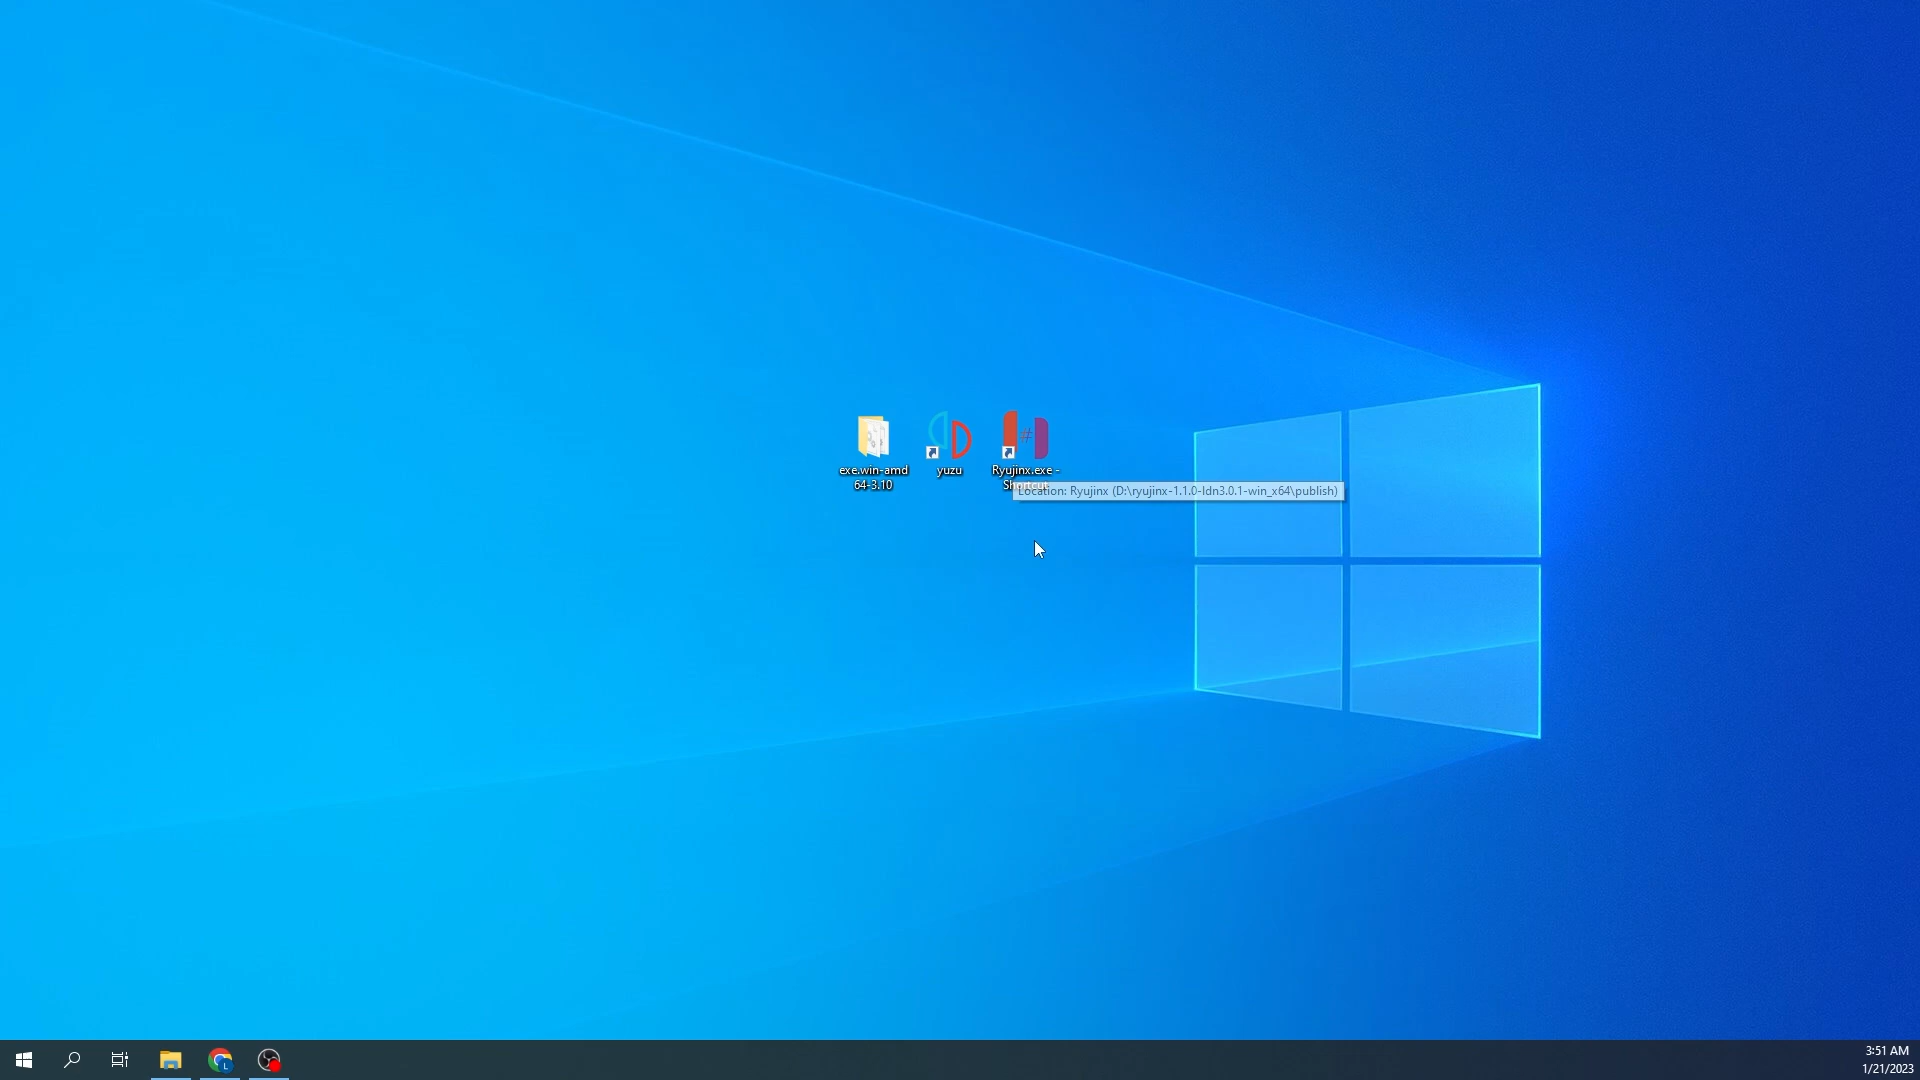 exe.win-amd
64-3.10
yuzu
Ryujinx.exe -
Shortcut
Location: Ryujinx (D:\ryujinx-1.1.0-ldn3.0.1-win_x64\publish)
3:51 AM
1/21/2023